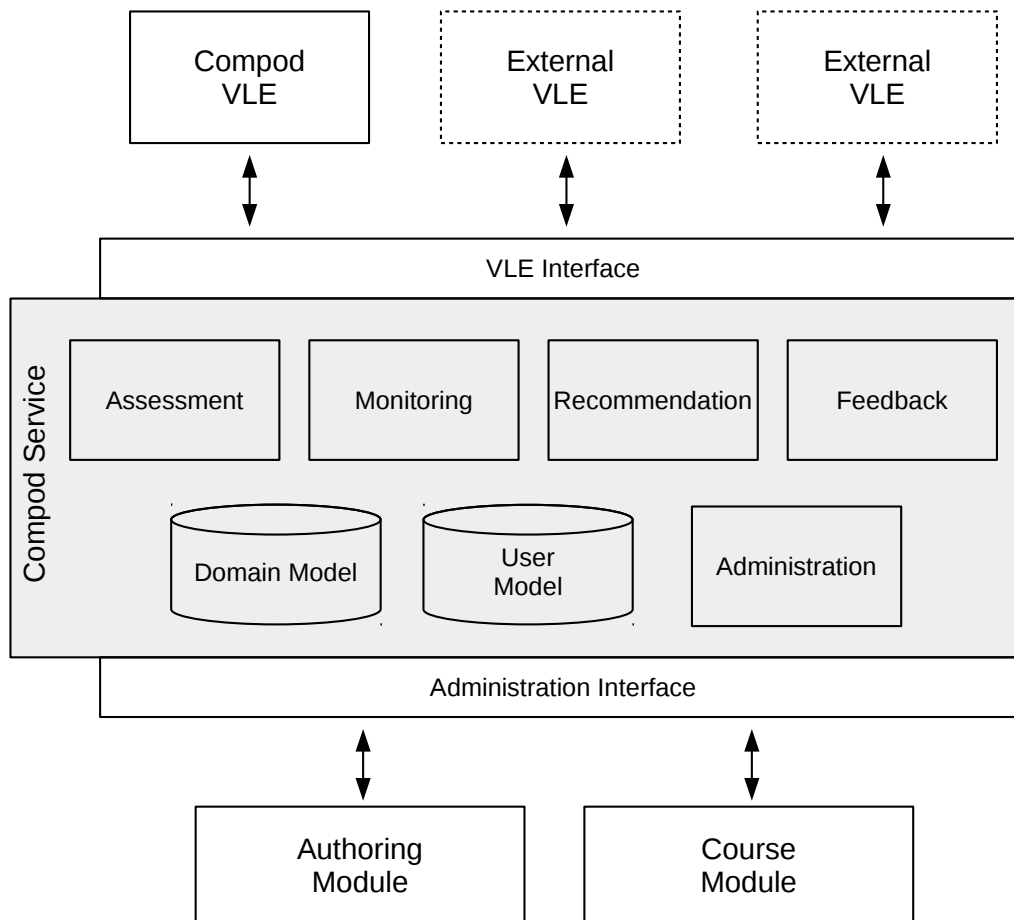 Compod
VLE
External
VLE
External
VLE
VLE Interface
Compod Service
Assessment
Monitoring
Recommendation
Feedback
Domain Model
User
Model
Administration
Administration Interface
Authoring
Module
Course
Module